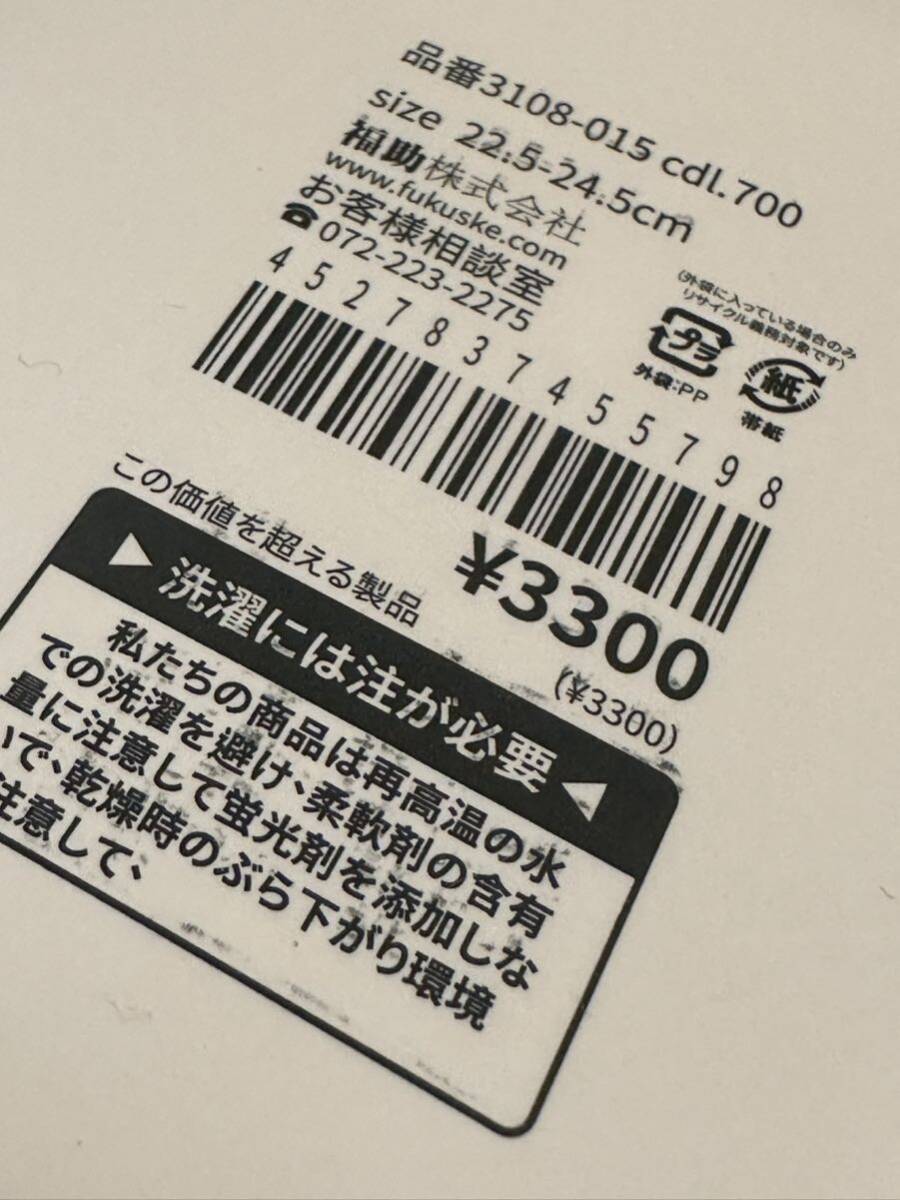 品番3108-015 cdl.700
size 22.5-24.5cm
福助株式会社
www.fukuske.com
お客様相談室
☎072-223-2275
(外袋に入っている場合のみ
リサイクル義務対象です)
プラ
外袋:PP
紙
帯紙
4527837455798
¥3300
(¥3300)
この価値を超える製品
▶洗濯には注が必要◀
私たちの商品は再高温の水
での洗濯を避け、柔軟剤の含有
量に注意して蛍光剤を添加しな
いで、乾燥時のぶら下がり環境
注意して、